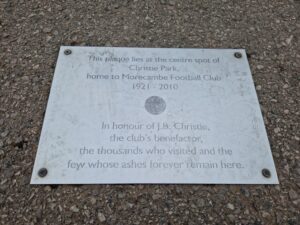 This plaque lies at the centre spot of
Christie Park,
home to Morecambe Football Club
1921 - 2010
In honour of J.B. Christie,
the club's benefactor,
the thousands who visited and the
few whose ashes forever remain here.